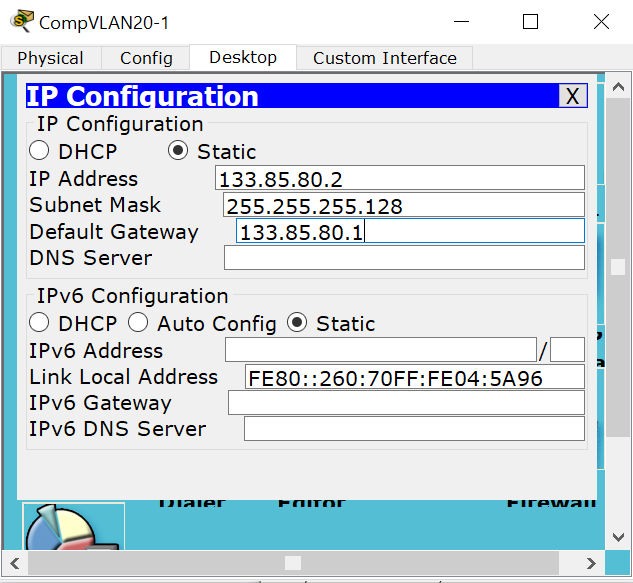 CompVLAN20-1
Physical Config Desktop Custom Interface
IP Configuration X
IP Configuration
DHCP Static
IP Address 133.85.80.2
Subnet Mask 255.255.255.128
Default Gateway 133.85.80.1
DNS Server
IPv6 Configuration
DHCP Auto Config Static
IPv6 Address /
Link Local Address FE80::260:70FF:FE04:5A96
IPv6 Gateway
IPv6 DNS Server
Dialer Editor Firewall